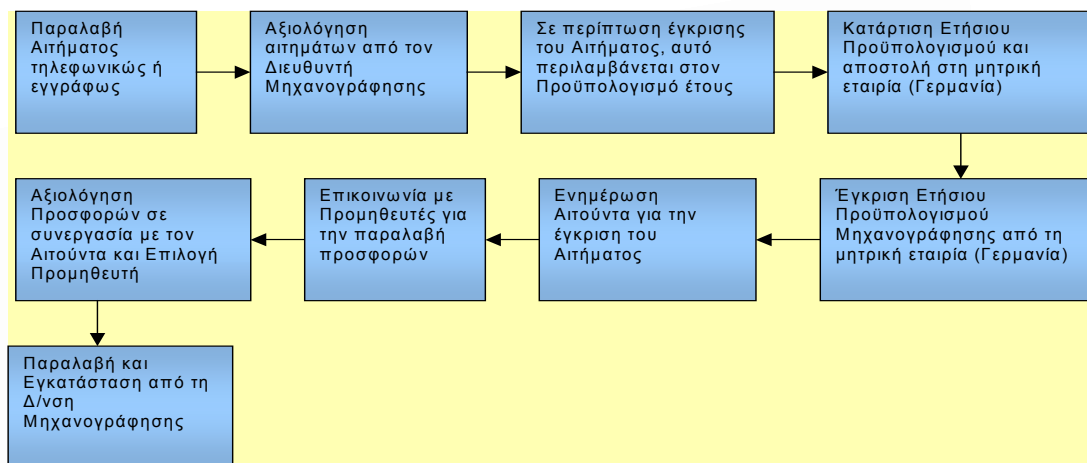 Παραλαβή
Αιτήματος
τηλεφωνικώς ή
εγγράφως
Αξιολόγηση
αιτημάτων από τον
Διευθυντή
Μηχανογράφησης
Σε περίπτωση έγκρισης
του Αιτήματος, αυτό
περιλαμβάνεται στον
Προϋπολογισμό έτους
Κατάρτιση Ετήσιου
Προϋπολογισμού και
αποστολή στη μητρική
εταιρία (Γερμανία)
Έγκριση Ετήσιου
Προϋπολογισμού
Μηχανογράφησης από τη
μητρική εταιρία (Γερμανία)
Ενημέρωση
Αιτούντα για την
έγκριση του
Αιτήματος
Επικοινωνία με
Προμηθευτές για
την παραλαβή
προσφορών
Αξιολόγηση
Προσφορών σε
συνεργασία με τον
Αιτούντα και Επιλογή
Προμηθευτή
Παραλαβή και
Εγκατάσταση από τη
Δ/νση
Μηχανογράφησης